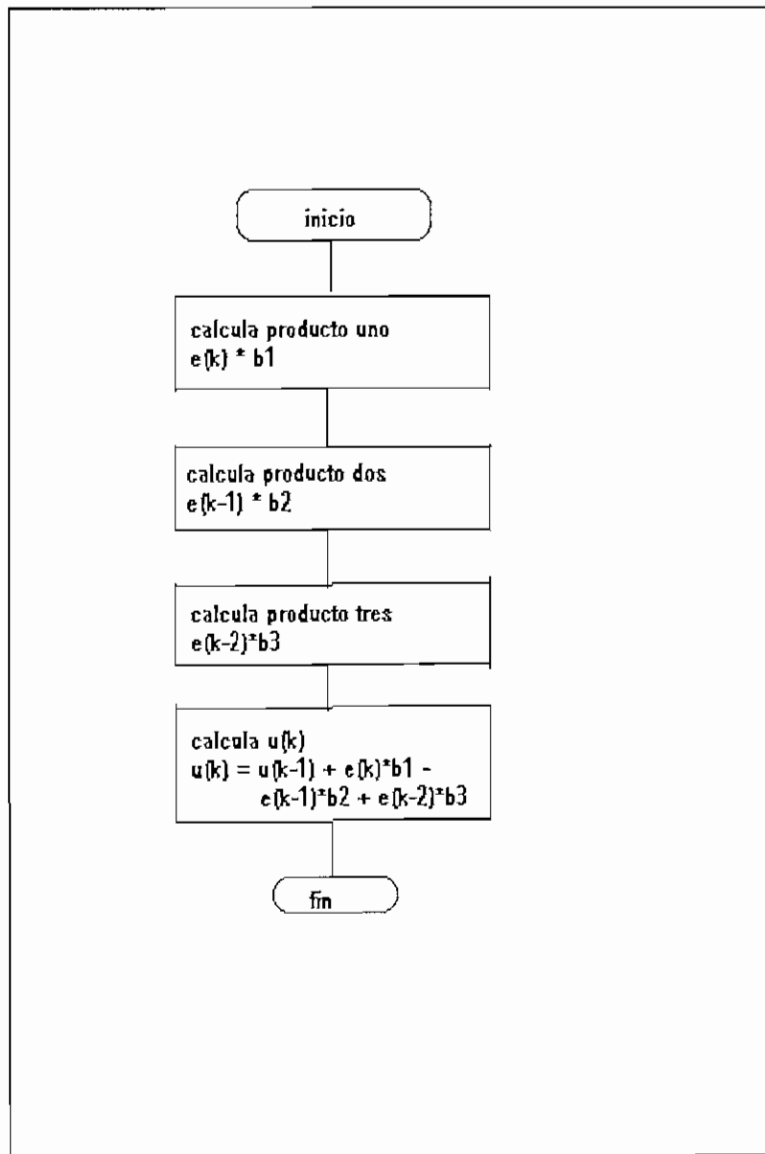 inicio
calcula producto uno
e(k) * b1
calcula producto dos
e(k-1) * b2
calcula producto tres
e(k-2)*b3
calcula u(k)
u(k) = u(k-1) + e(k)*b1 -
e(k-1)*b2 + e(k-2)*b3
fin